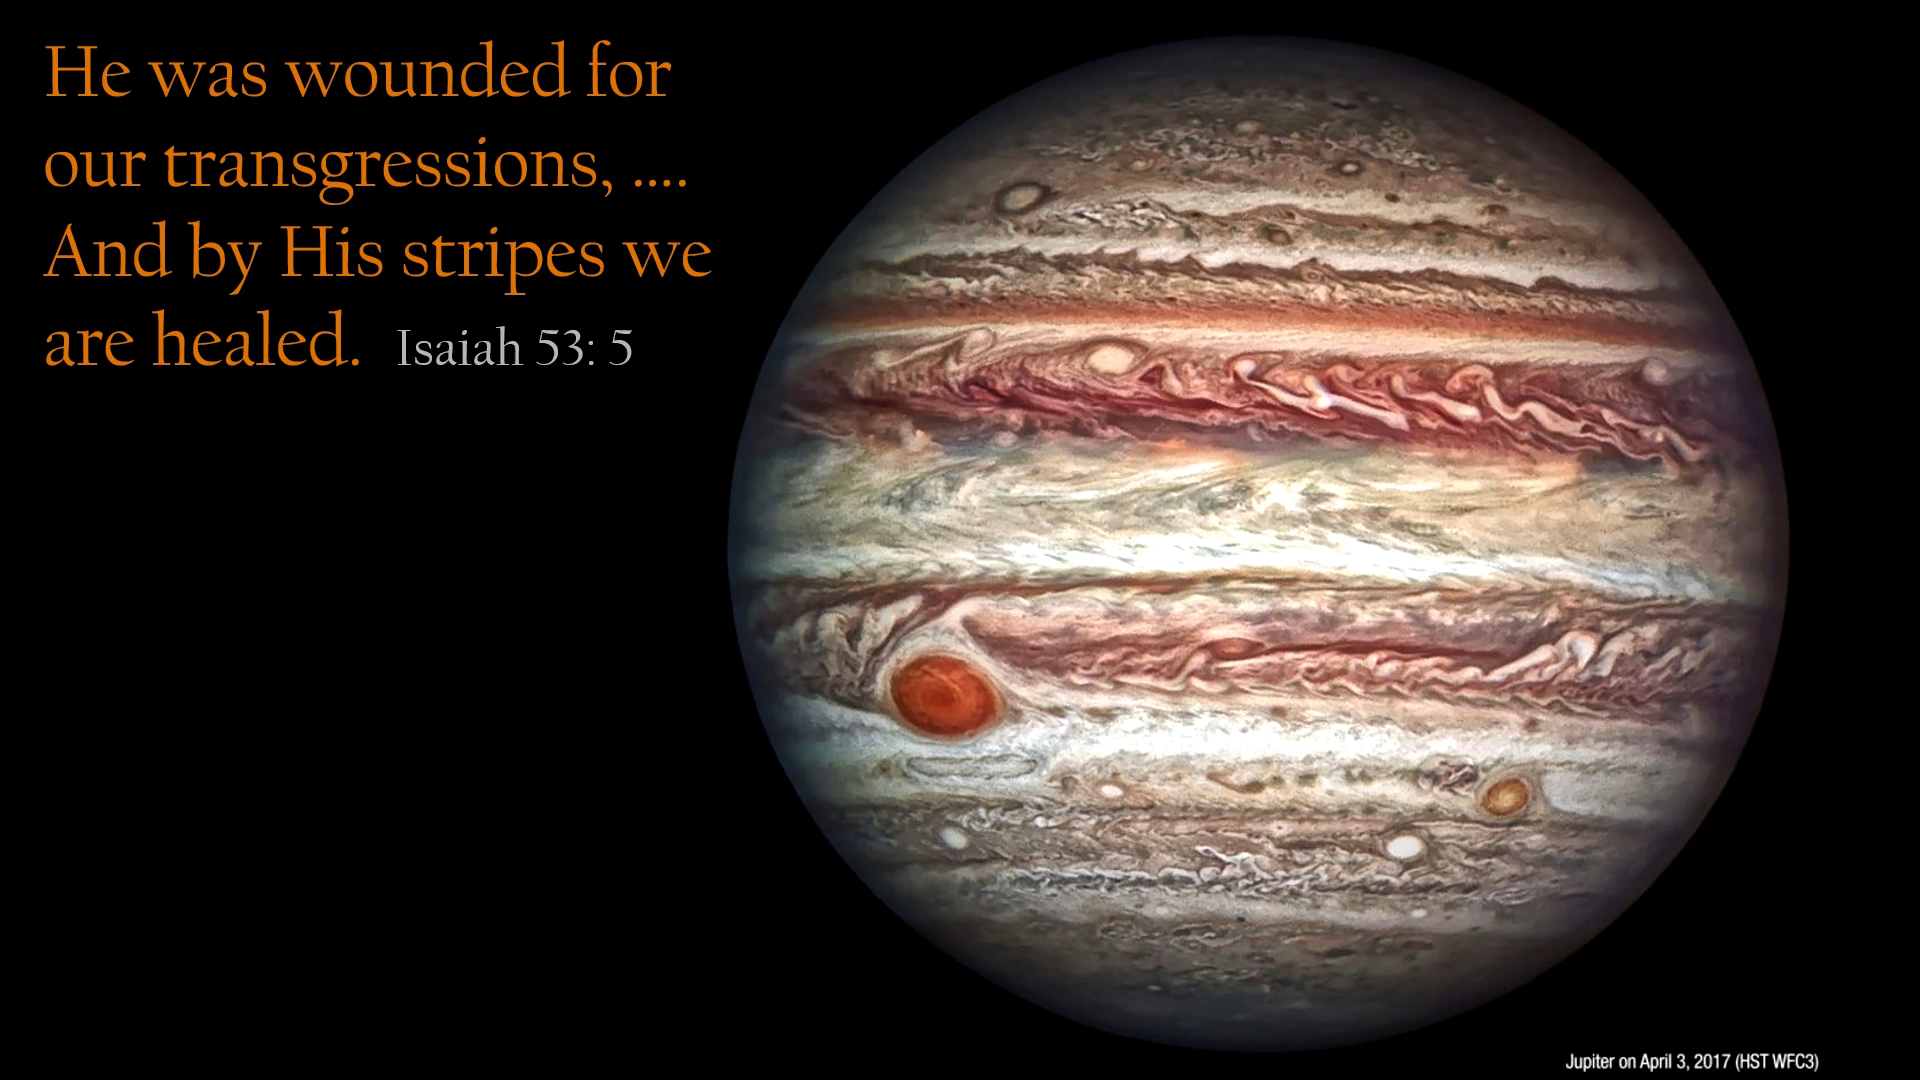 He was wounded for
our transgressions, ....
And by His stripes we
are healed. Isaiah 53: 5
Jupiter on April 3, 2017 (HST WFC3)